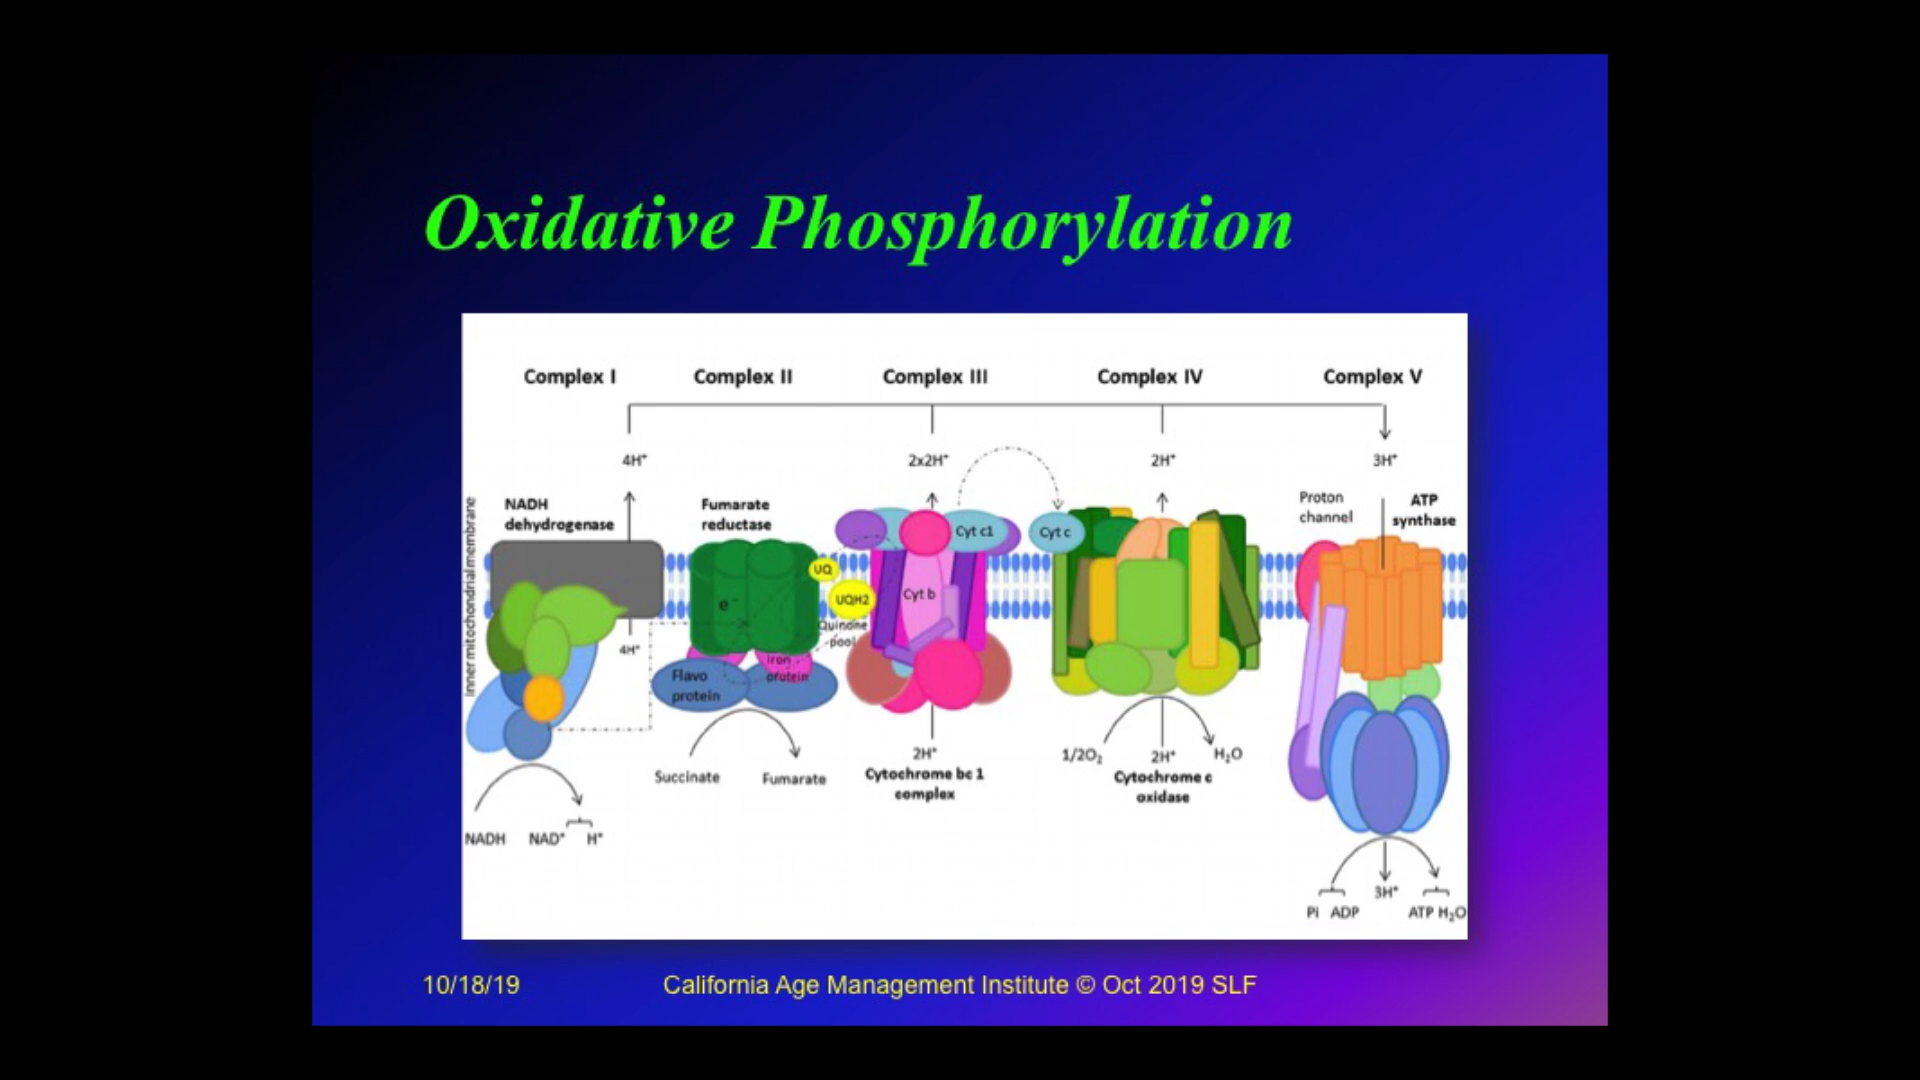 Oxidative Phosphorylation
Complex I
Complex II
Complex III
Complex IV
Complex V
4H⁺
2x2H⁺
2H⁺
3H⁺
Inner mitochondrial membrane
NADH
dehydrogenase
Fumarate
reductase
Cyt c1
Cyt c
Proton
channel
ATP
synthase
UQ
UQH2
e⁻
Cyt b
Quinone
pool
4H⁺
Iron
protein
Flavo
protein
Succinate
Fumarate
2H⁺
Cytochrome bc 1
complex
1/2O₂
2H⁺
H₂O
Cytochrome c
oxidase
NADH
NAD⁺
H⁺
3H⁺
Pi ADP
ATP H₂O
10/18/19
California Age Management Institute © Oct 2019 SLF